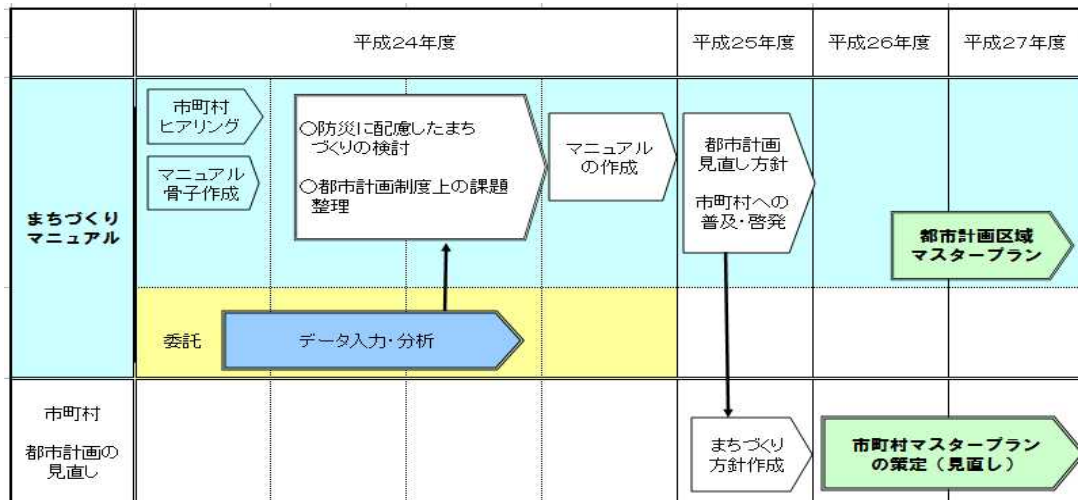 平成24年度
平成25年度
平成26年度
平成27年度
まちづくり
マニュアル
市町村
ヒアリング
マニュアル
骨子作成
○防災に配慮したまち
づくりの検討
○都市計画制度上の課題
整理
マニュアル
の作成
都市計画
見直し方針
市町村への
普及・啓発
都市計画区域
マスタープラン
委託
データ入力・分析
市町村
都市計画の
見直し
まちづくり
方針作成
市町村マスタープラン
の策定（見直し）